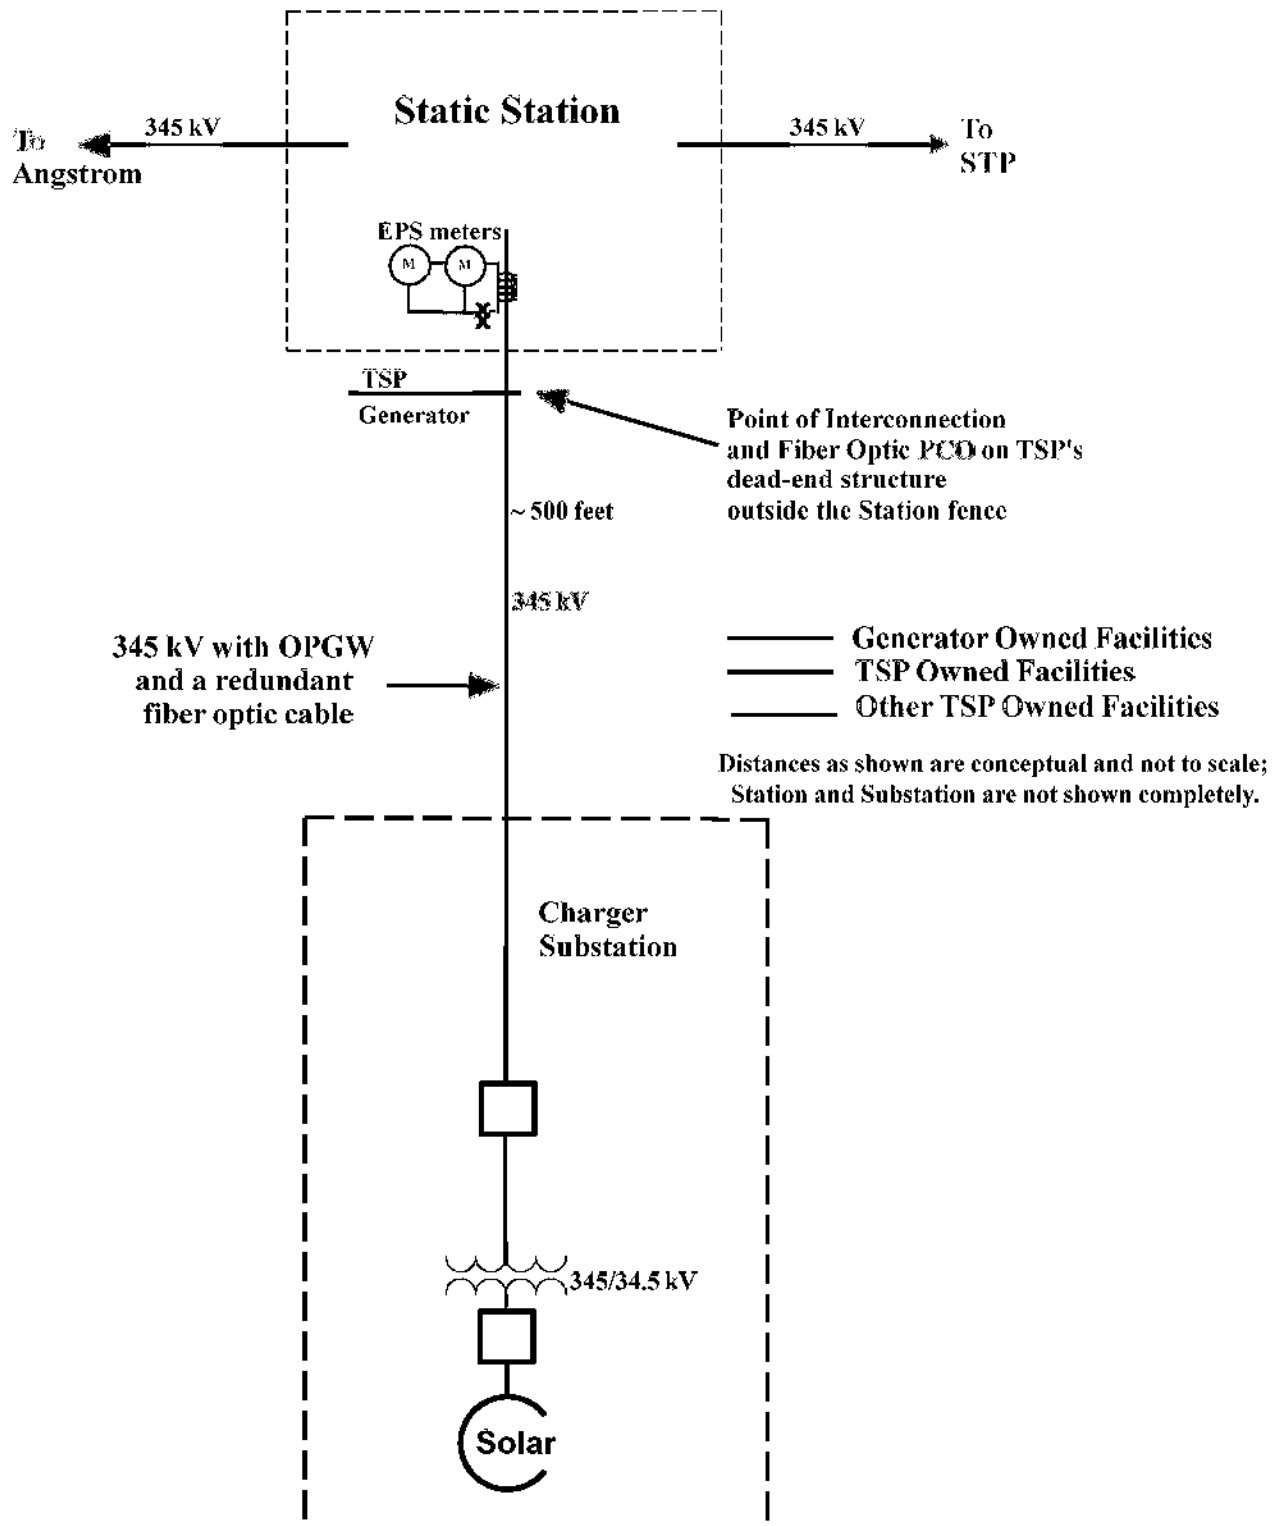 Static Station
345 kV
345 kV
To
Angstrom
To
STP
EPS meters
M
M
TSP
Generator
Point of Interconnection
and Fiber Optic PCO on TSP's
dead-end structure
outside the Station fence
~ 500 feet
345 kV
345 kV with OPGW
and a redundant
fiber optic cable
Generator Owned Facilities
TSP Owned Facilities
Other TSP Owned Facilities
Distances as shown are conceptual and not to scale;
Station and Substation are not shown completely.
Charger
Substation
345/34.5 kV
Solar